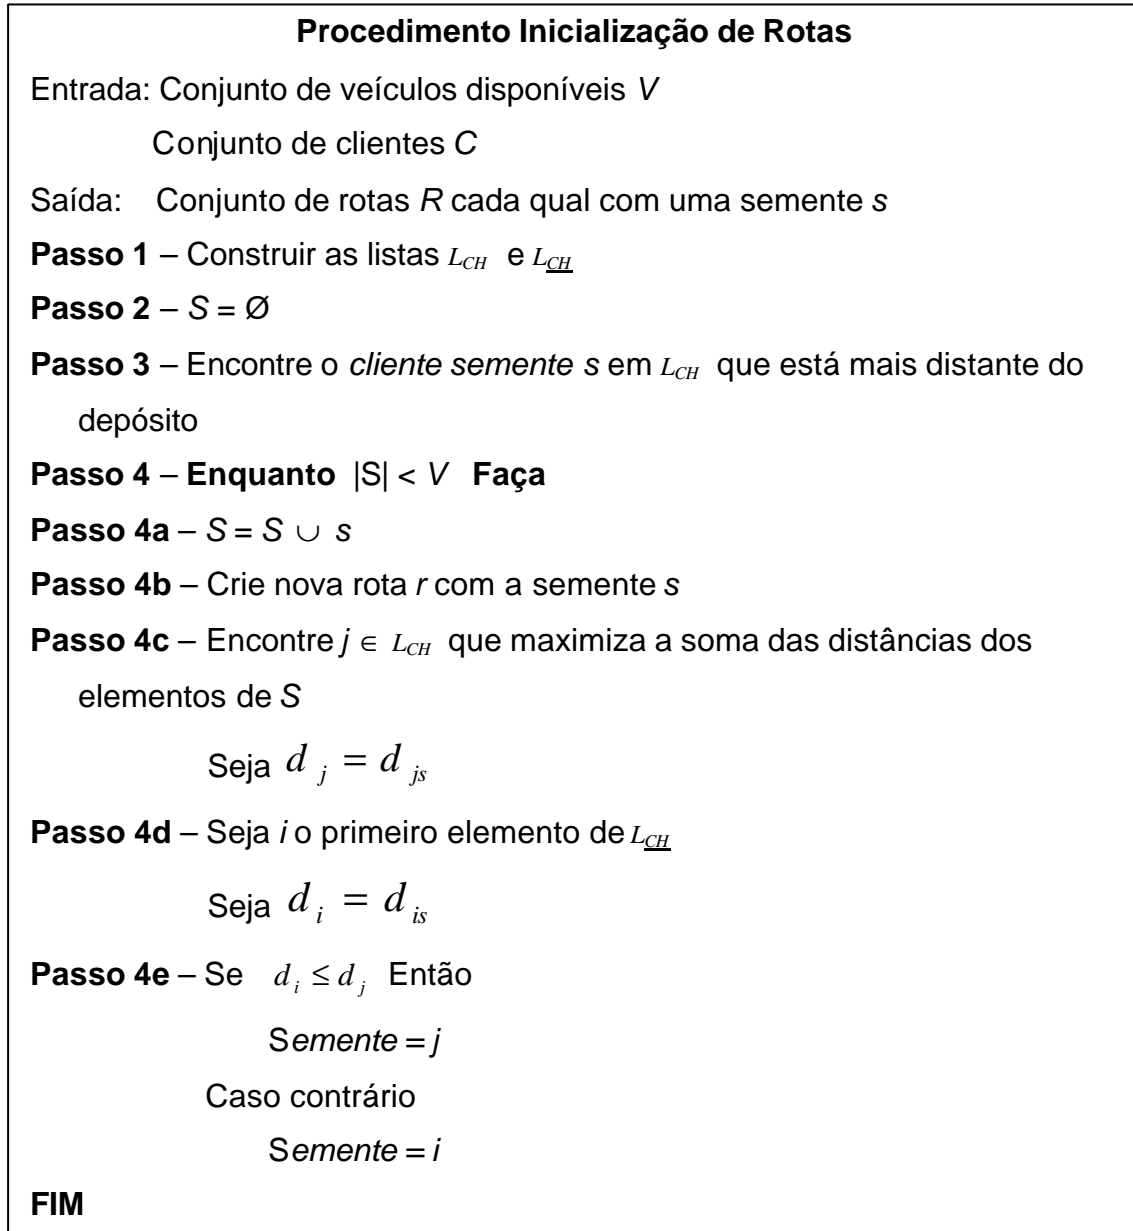 Procedimento Inicialização de Rotas
Entrada: Conjunto de veículos disponíveis V
Conjunto de clientes C
Saída: Conjunto de rotas R cada qual com uma semente s
Passo 1 – Construir as listas L_CH e L_<u>CH</u>
Passo 2 – S = Ø
Passo 3 – Encontre o cliente semente s em L_CH que está mais distante do
depósito
Passo 4 – Enquanto |S| < V Faça
Passo 4a – S = S ∪ s
Passo 4b – Crie nova rota r com a semente s
Passo 4c – Encontre j ∈ L_CH que maximiza a soma das distâncias dos
elementos de S
Seja d_j = d_js
Passo 4d – Seja i o primeiro elemento de L_<u>CH</u>
Seja d_i = d_is
Passo 4e – Se d_i ≤ d_j Então
Semente = j
Caso contrário
Semente = i
FIM